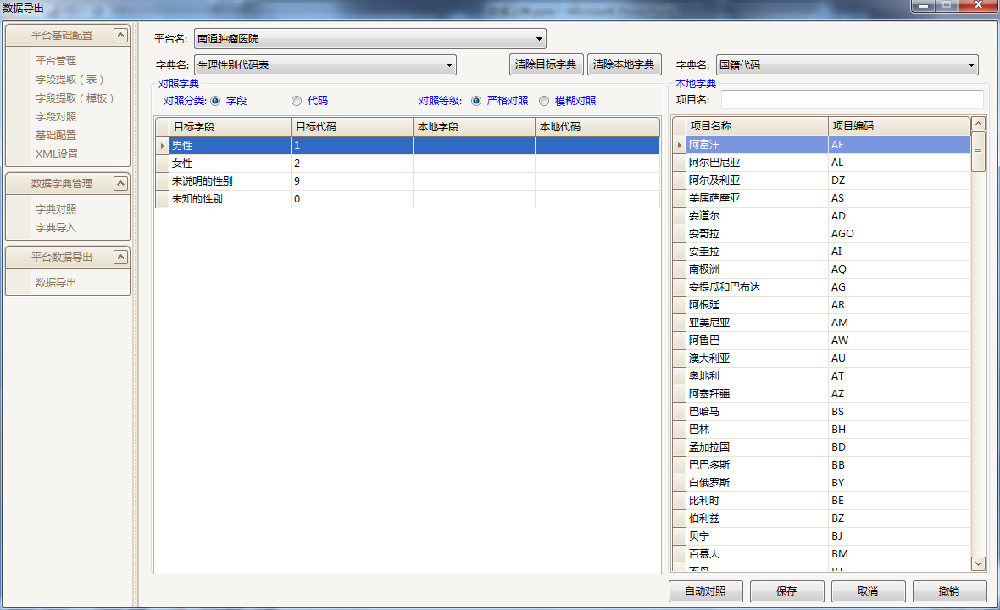 数据导出
平台基础配置
平台管理
字段提取（表）
字段提取（模板）
字段对照
基础配置
XML设置
数据字典管理
字典对照
字典导入
平台数据导出
数据导出
平台名: 南通肿瘤医院
字典名: 生理性别代码表 清除目标字典 清除本地字典
对照字典
对照分类: 字段 代码 对照等级: 严格对照 模糊对照
目标字段 目标代码 本地字段 本地代码
男性 1
女性 2
未说明的性别 9
未知的性别 0
字典名: 国籍代码
本地字典
项目名:
项目名称 项目编码
阿富汗 AF
阿尔巴尼亚 AL
阿尔及利亚 DZ
美属萨摩亚 AS
安道尔 AD
安哥拉 AGO
安圭拉 AI
南极洲 AQ
安提瓜和巴布达 AG
阿根廷 AR
亚美尼亚 AM
阿鲁巴 AW
澳大利亚 AU
奥地利 AT
阿塞拜疆 AZ
巴哈马 BS
巴林 BH
孟加拉国 BD
巴巴多斯 BB
白俄罗斯 BY
比利时 BE
伯利兹 BZ
贝宁 BJ
百慕大 BM
自动对照 保存 取消 撤销